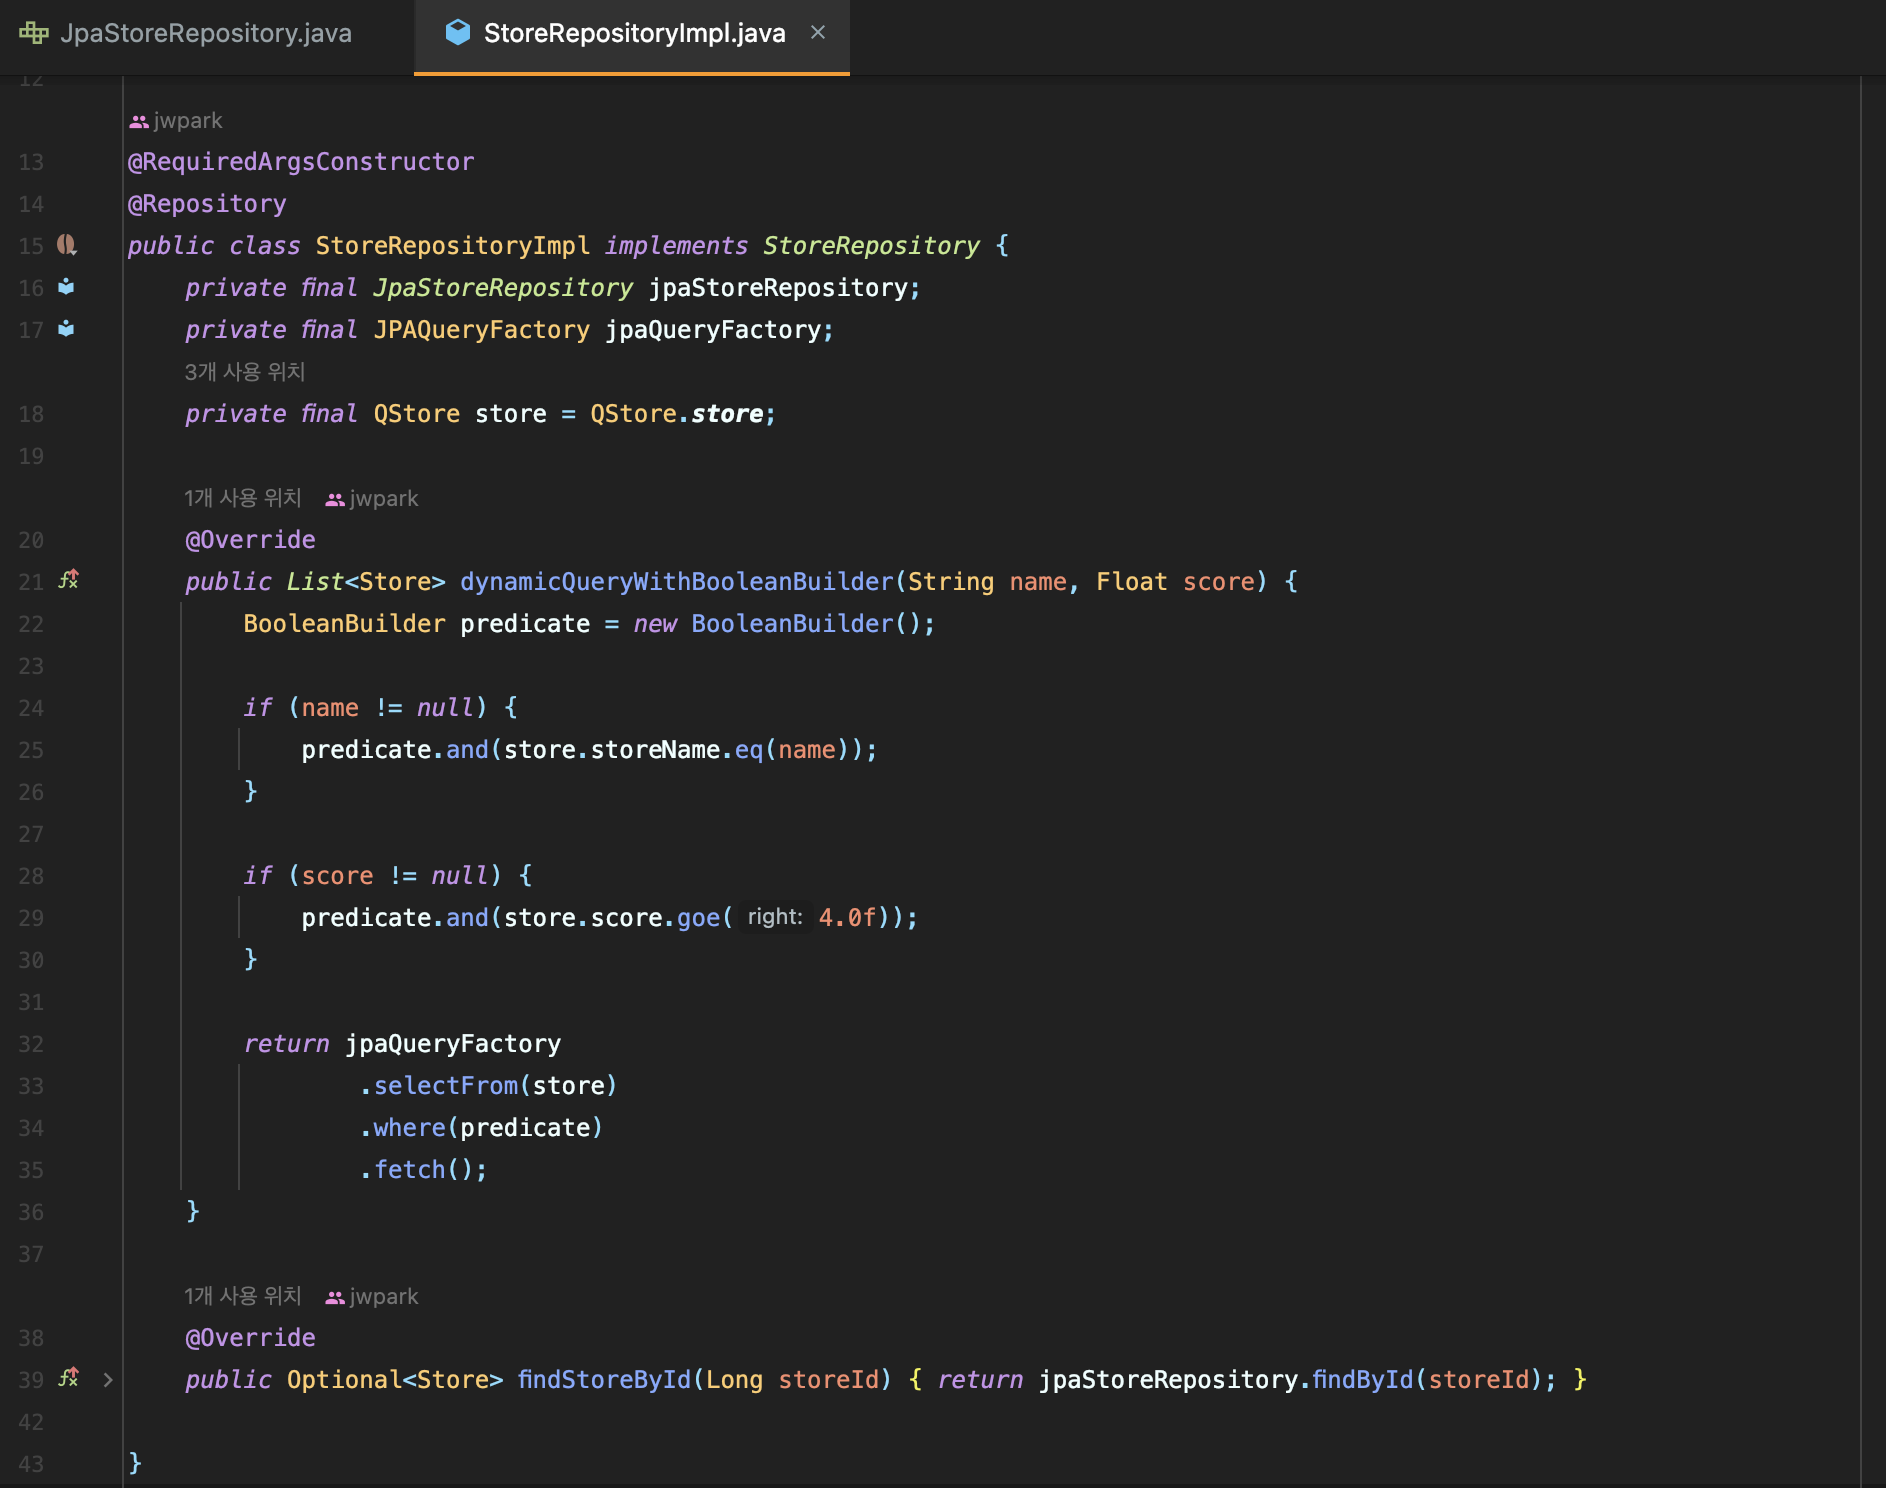 JpaStoreRepository.java
StoreRepositoryImpl.java ×
12
jwpark
13 @RequiredArgsConstructor
14 @Repository
15 public class StoreRepositoryImpl implements StoreRepository {
16 private final JpaStoreRepository jpaStoreRepository;
17 private final JPAQueryFactory jpaQueryFactory;
3개 사용 위치
18 private final QStore store = QStore.store;
19
1개 사용 위치 jwpark
20 @Override
21 public List<Store> dynamicQueryWithBooleanBuilder(String name, Float score) {
22 BooleanBuilder predicate = new BooleanBuilder();
23
24 if (name != null) {
25 predicate.and(store.storeName.eq(name));
26 }
27
28 if (score != null) {
29 predicate.and(store.score.goe( right: 4.0f));
30 }
31
32 return jpaQueryFactory
33 .selectFrom(store)
34 .where(predicate)
35 .fetch();
36 }
37
1개 사용 위치 jwpark
38 @Override
39 public Optional<Store> findStoreById(Long storeId) { return jpaStoreRepository.findById(storeId); }
42
43 }